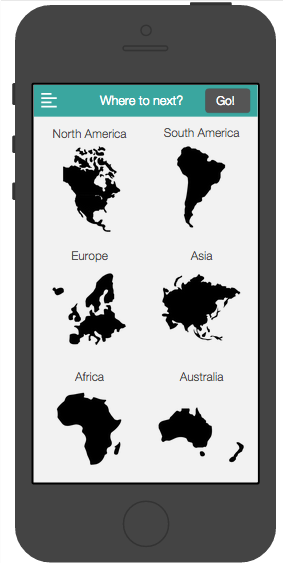 Where to next?
Go!
North America
South America
Europe
Asia
Africa
Australia